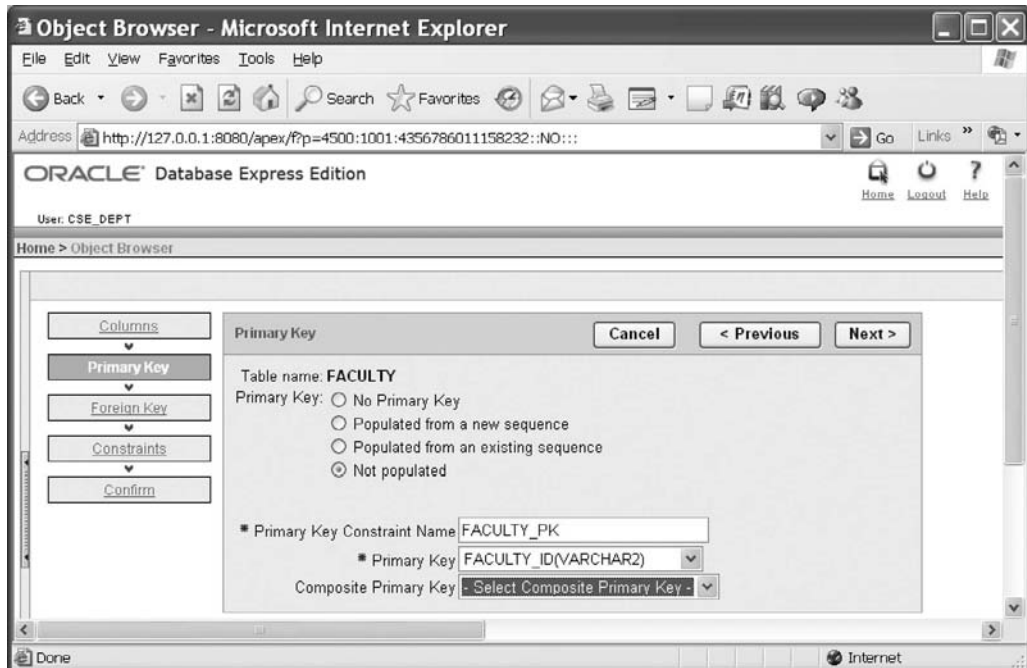 Object Browser - Microsoft Internet Explorer
File Edit View Favorites Tools Help
Back Search Favorites
Address http://127.0.0.1:8080/apex/f?p=4500:1001:4356786011158232::NO::: Go Links »
ORACLE® Database Express Edition
Home Logout Help
User: CSE_DEPT
Home > Object Browser
Columns
Primary Key
Foreign Key
Constraints
Confirm
Primary Key Cancel < Previous Next >
Table name: FACULTY
Primary Key: No Primary Key
Populated from a new sequence
Populated from an existing sequence
Not populated
* Primary Key Constraint Name FACULTY_PK
* Primary Key FACULTY_ID(VARCHAR2)
Composite Primary Key - Select Composite Primary Key -
Done Internet